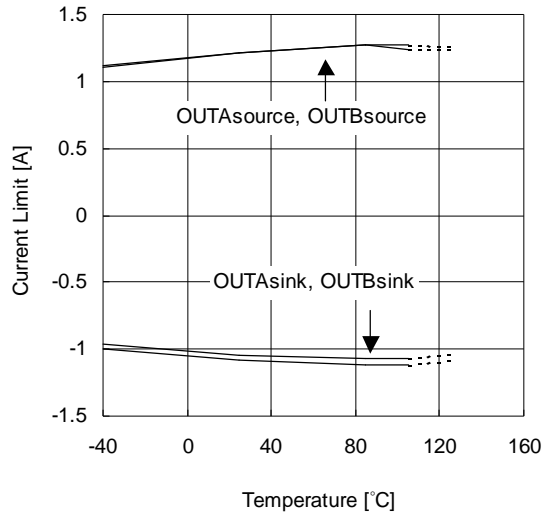 1.5
1
0.5
0
-0.5
-1
-1.5
Current Limit [A]
OUTAsource, OUTBsource
OUTAsink, OUTBsink
-40 0 40 80 120 160
Temperature [°C]